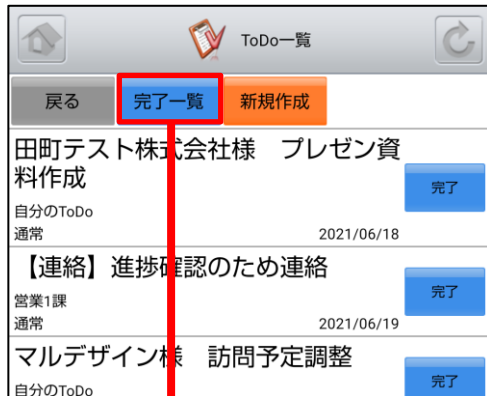 ToDo一覧
戻る 完了一覧 新規作成
田町テスト株式会社様　プレゼン資
料作成
完了
自分のToDo
通常 2021/06/18
【連絡】進捗確認のため連絡
完了
営業1課
通常 2021/06/19
マルデザイン様　訪問予定調整
完了
自分のToDo